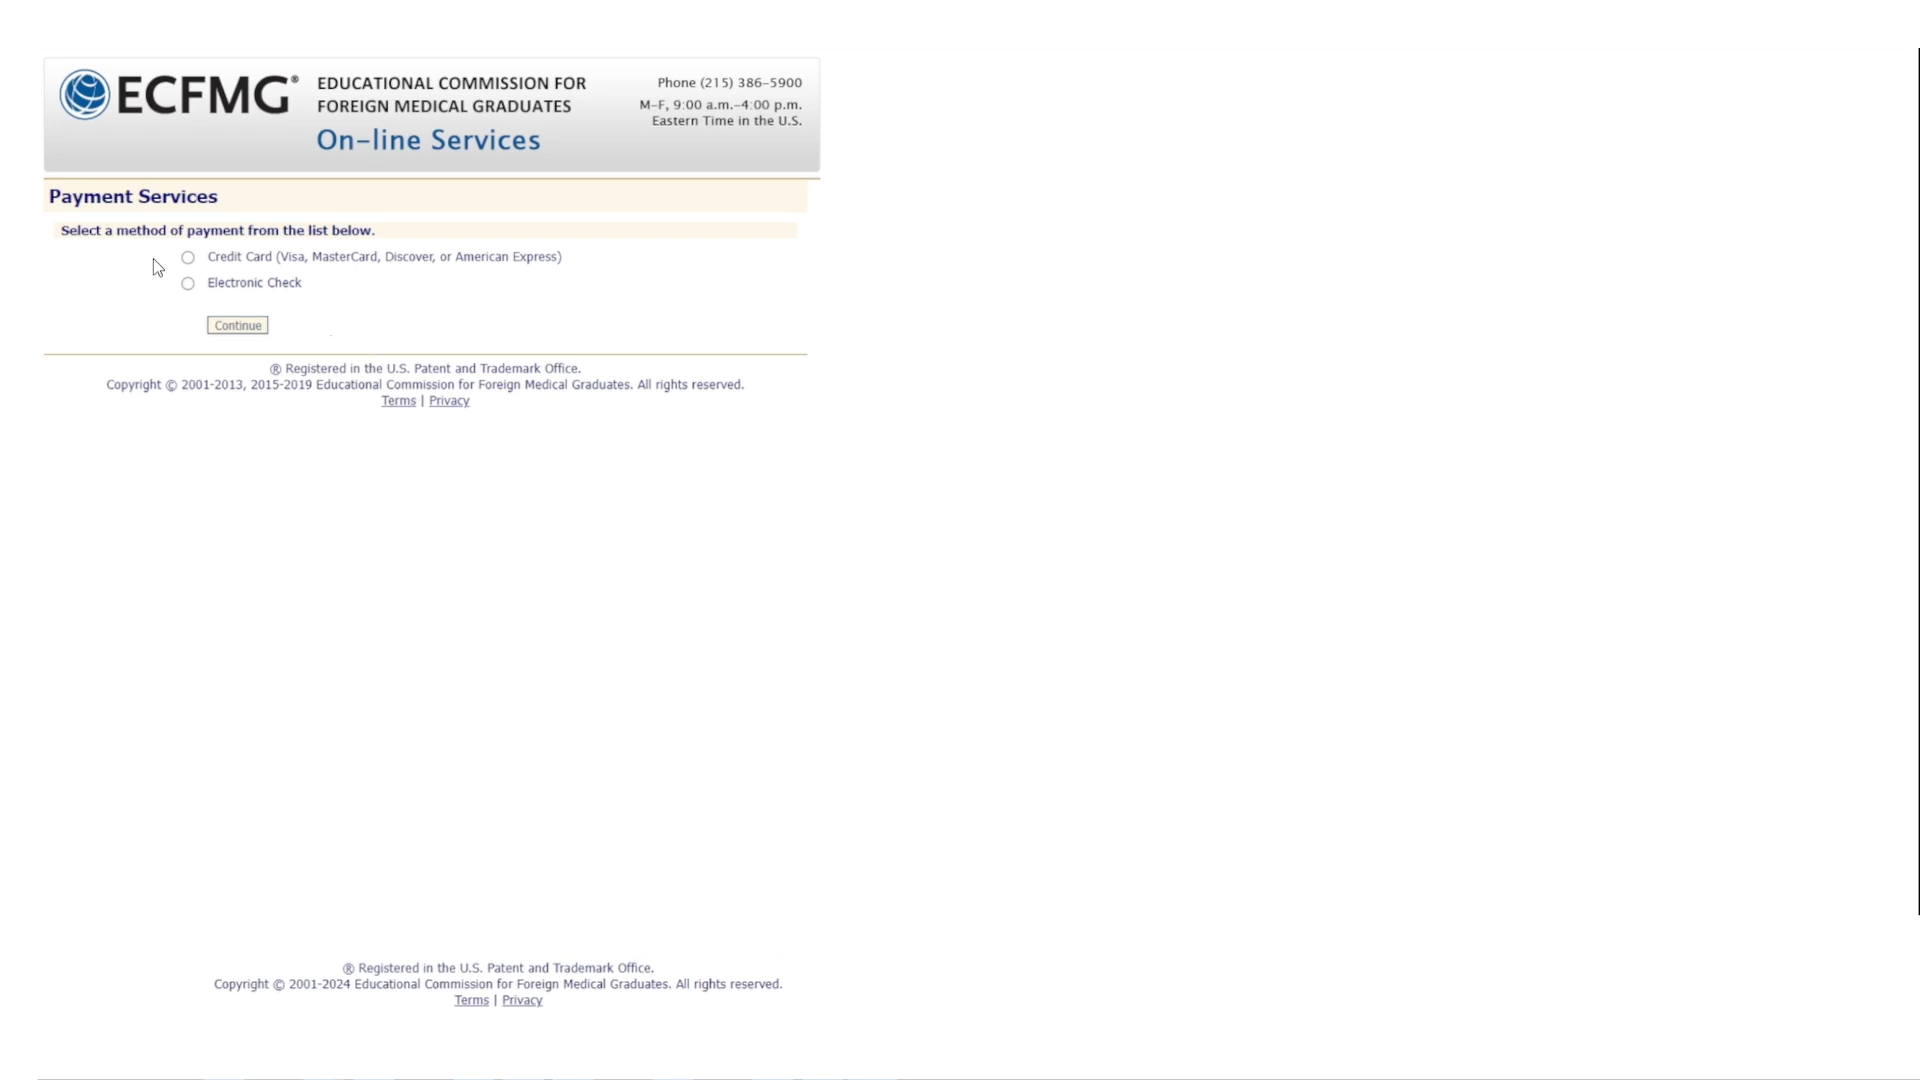 ECFMG®
EDUCATIONAL COMMISSION FOR
FOREIGN MEDICAL GRADUATES
On-line Services
Phone (215) 386-5900
M-F, 9:00 a.m.-4:00 p.m.
Eastern Time in the U.S.
Payment Services
Select a method of payment from the list below.
Credit Card (Visa, MasterCard, Discover, or American Express)
Electronic Check
Continue
® Registered in the U.S. Patent and Trademark Office.
Copyright © 2001-2013, 2015-2019 Educational Commission for Foreign Medical Graduates. All rights reserved.
Terms | Privacy
® Registered in the U.S. Patent and Trademark Office.
Copyright © 2001-2024 Educational Commission for Foreign Medical Graduates. All rights reserved.
Terms | Privacy